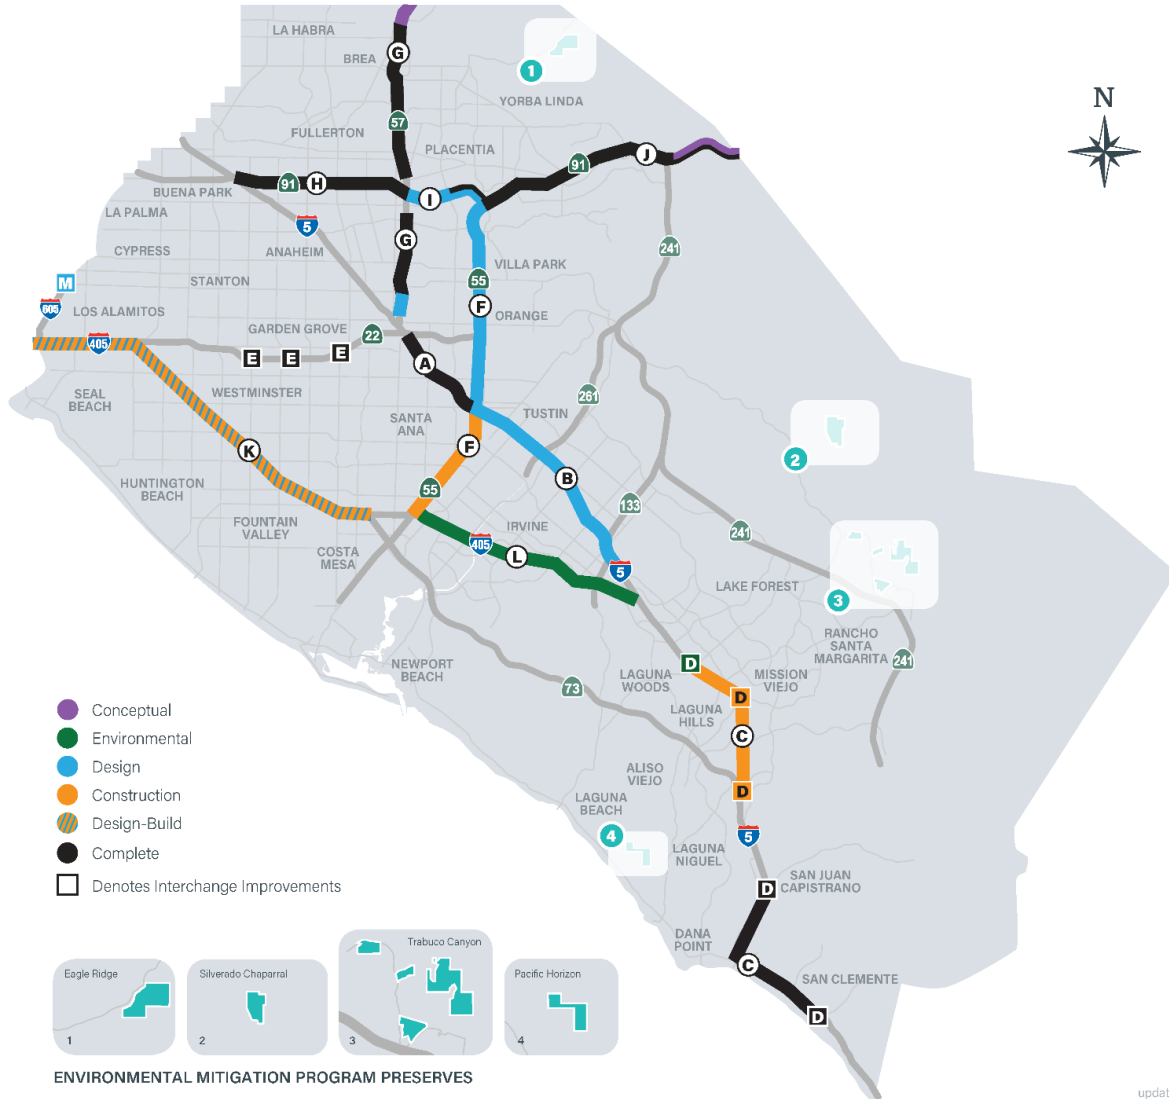 LA HABRA
G
BREA
1
N
YORBA LINDA
57
FULLERTON
PLACENTIA
J
91
91
H
BUENA PARK
I
LA PALMA
5
G
CYPRESS
ANAHEIM
241
VILLA PARK
STANTON
55
M
F
605
LOS ALAMITOS
ORANGE
GARDEN GROVE
22
405
E
E
E
A
SEAL
BEACH
WESTMINSTER
261
TUSTIN
SANTA
ANA
F
K
2
B
HUNTINGTON
BEACH
55
133
FOUNTAIN
VALLEY
IRVINE
241
405
L
COSTA
MESA
5
LAKE FOREST
3
RANCHO
SANTA
MARGARITA
241
NEWPORT
BEACH
D
LAGUNA
WOODS
MISSION
VIEJO
73
D
LAGUNA
HILLS
C
ALISO
VIEJO
D
LAGUNA
BEACH
4
5
LAGUNA
NIGUEL
SAN JUAN
CAPISTRANO
D
DANA
POINT
C
SAN CLEMENTE
D
Conceptual
Environmental
Design
Construction
Design-Build
Complete
Denotes Interchange Improvements
Eagle Ridge
1
Silverado Chaparral
2
Trabuco Canyon
3
Pacific Horizon
4
ENVIRONMENTAL MITIGATION PROGRAM PRESERVES
updat